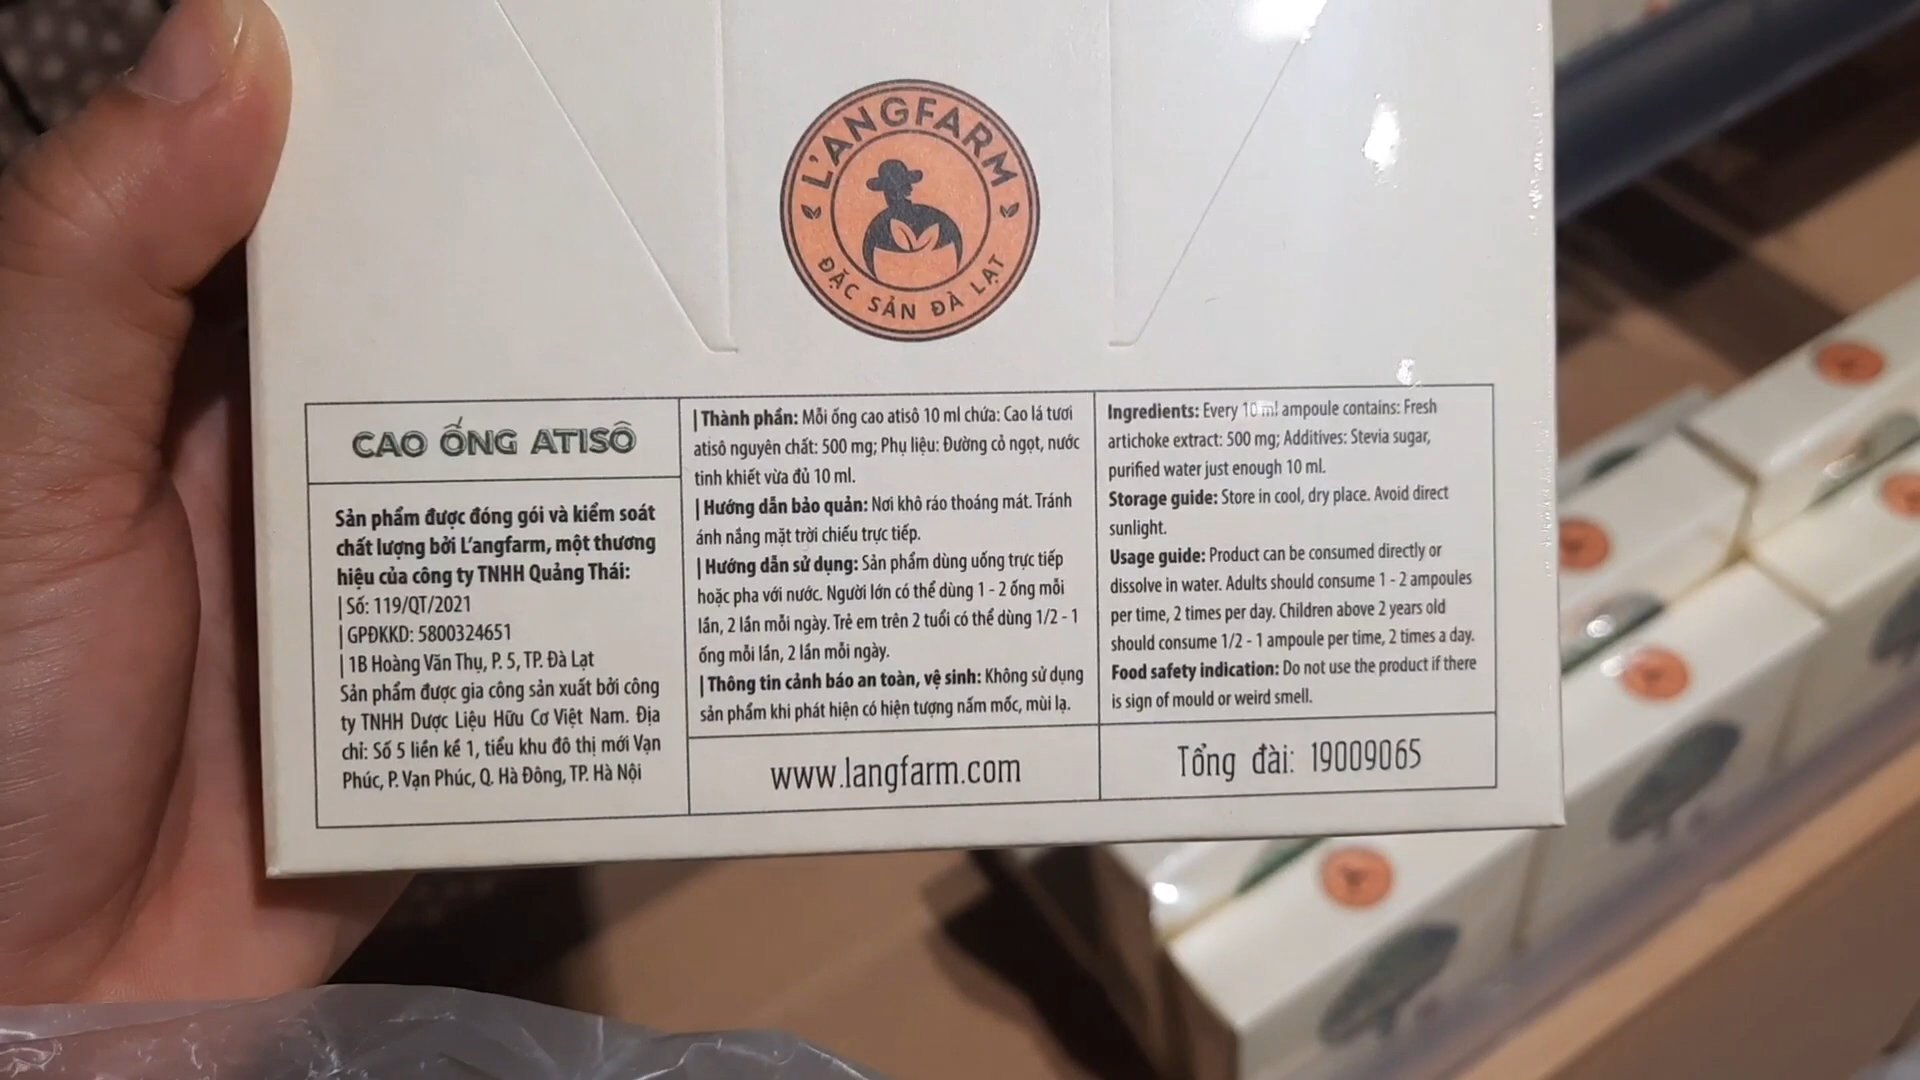 L'ANGFARM
ĐẶC SẢN ĐÀ LẠT
CAO ỐNG ATISÔ
Sản phẩm được đóng gói và kiểm soát
chất lượng bởi L'angfarm, một thương
hiệu của công ty TNHH Quảng Thái:
| Số: 119/QT/2021
| GPĐKKD: 5800324651
| 1B Hoàng Văn Thụ, P. 5, TP. Đà Lạt
Sản phẩm được gia công sản xuất bởi công
ty TNHH Dược Liệu Hữu Cơ Việt Nam. Địa
chỉ: Số 5 liền kề 1, tiểu khu đô thị mới Vạn
Phúc, P. Vạn Phúc, Q. Hà Đông, TP. Hà Nội
| Thành phần: Mỗi ống cao atisô 10 ml chứa: Cao lá tươi
atisô nguyên chất: 500 mg; Phụ liệu: Đường cỏ ngọt, nước
tinh khiết vừa đủ 10 ml.
| Hướng dẫn bảo quản: Nơi khô ráo thoáng mát. Tránh
ánh nắng mặt trời chiếu trực tiếp.
| Hướng dẫn sử dụng: Sản phẩm dùng uống trực tiếp
hoặc pha với nước. Người lớn có thể dùng 1 - 2 ống mỗi
lần, 2 lần mỗi ngày. Trẻ em trên 2 tuổi có thể dùng 1/2 - 1
ống mỗi lần, 2 lần mỗi ngày.
| Thông tin cảnh báo an toàn, vệ sinh: Không sử dụng
sản phẩm khi phát hiện có hiện tượng nấm mốc, mùi lạ.
www.langfarm.com
Ingredients: Every 10 ml ampoule contains: Fresh
artichoke extract: 500 mg; Additives: Stevia sugar,
purified water just enough 10 ml.
Storage guide: Store in cool, dry place. Avoid direct
sunlight.
Usage guide: Product can be consumed directly or
dissolve in water. Adults should consume 1 - 2 ampoules
per time, 2 times per day. Children above 2 years old
should consume 1/2 - 1 ampoule per time, 2 times a day.
Food safety indication: Do not use the product if there
is sign of mould or weird smell.
Tổng đài: 19009065